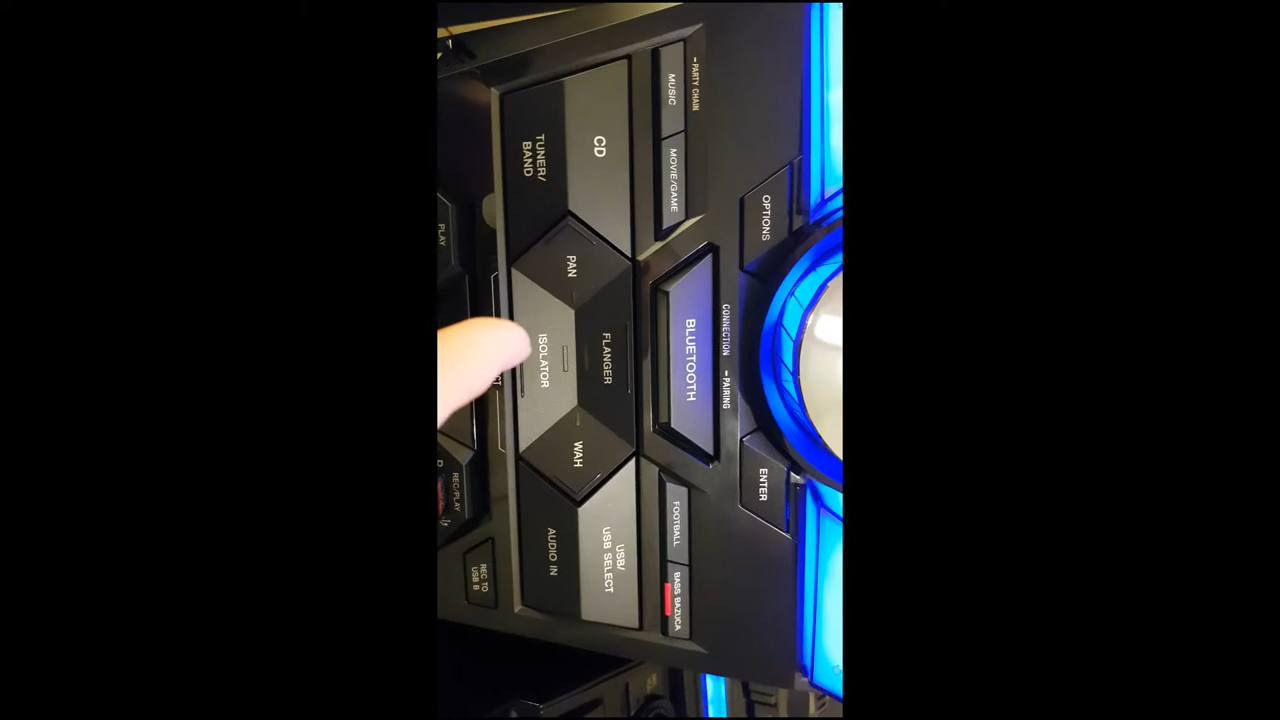 OPTIONS
ENTER
CONNECTION
PAIRING
BLUETOOTH
PARTY CHAIN
MUSIC
MOVIE/GAME
FOOTBALL
BASS BAZUCA
CD
TUNER/
BAND
PAN
FLANGER
ISOLATOR
WAH
USB/
USB SELECT
AUDIO IN
PLAY
REC/PLAY
REC TO
USB B